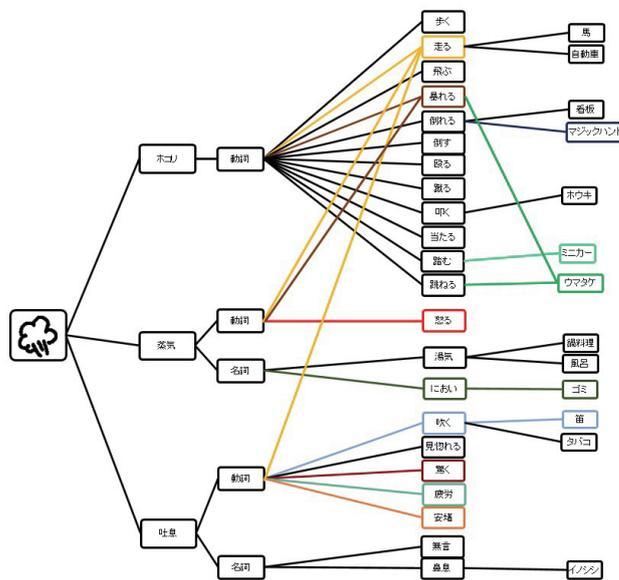 歩く
走る
馬
自動車
飛ぶ
暴れる
倒れる
看板
マジックハンド
倒す
殴る
蹴る
叩く
ホウキ
当たる
踏む
ミニカー
跳ねる
ウマタケ
ホコリ
動詞
蒸気
動詞
怒る
名詞
湯気
鍋料理
風呂
におい
ゴミ
吐息
動詞
吹く
笛
タバコ
見惚れる
驚く
疲労
安堵
名詞
無言
鼻息
イノシシ